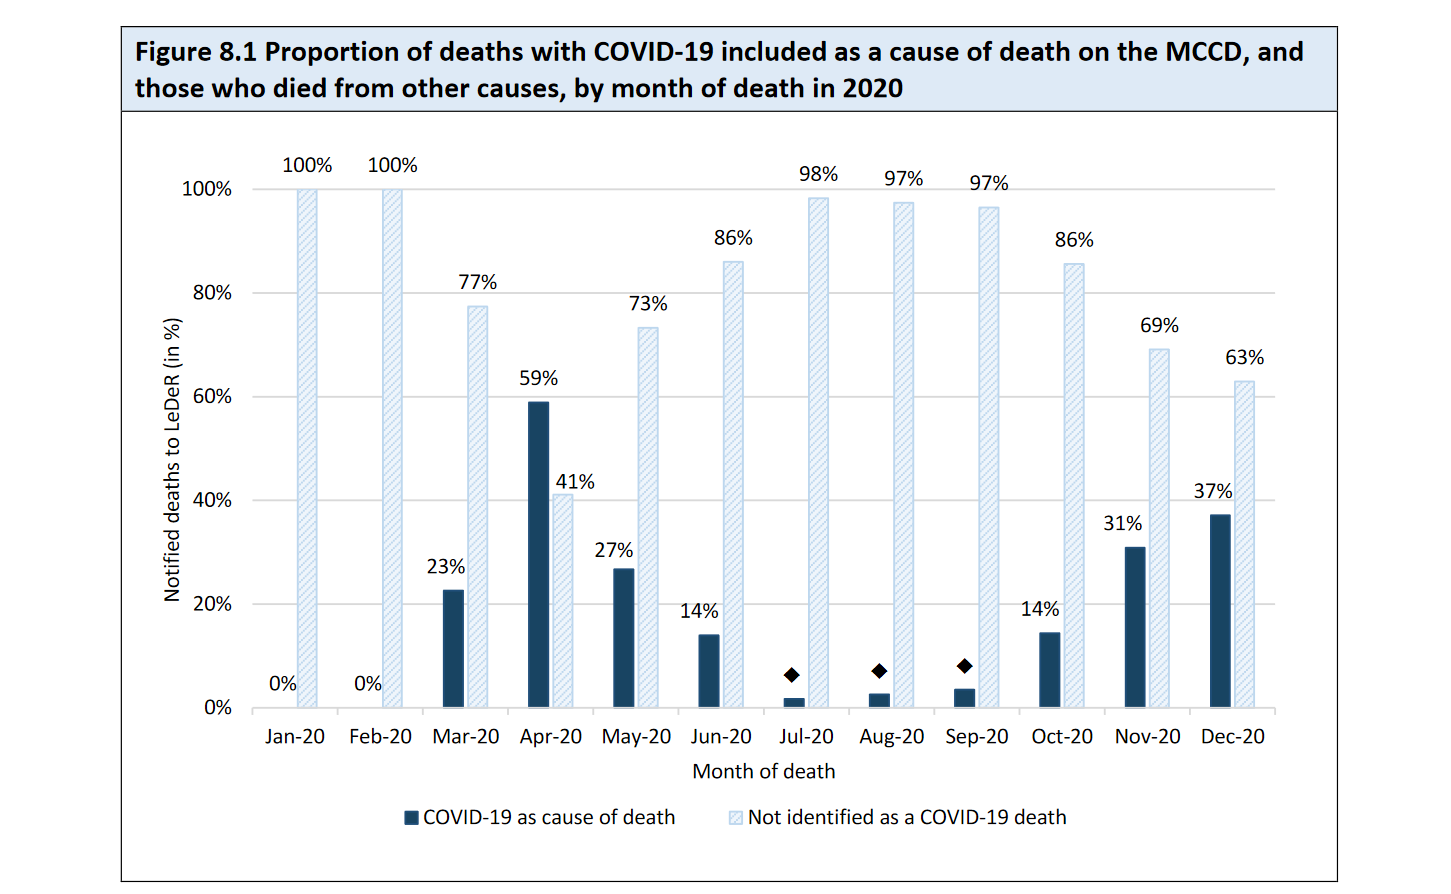 Figure 8.1 Proportion of deaths with COVID-19 included as a cause of death on the MCCD, and
those who died from other causes, by month of death in 2020
100% 100% 77% 59% 41% 73% 86% 98% 97% 97% 86% 69% 63%
0% 0% 23% 27% 14% ◆ ◆ ◆ 14% 31% 37%
100%
80%
60%
40%
20%
0%
Notified deaths to LeDeR (in %)
Jan-20 Feb-20 Mar-20 Apr-20 May-20 Jun-20 Jul-20 Aug-20 Sep-20 Oct-20 Nov-20 Dec-20
Month of death
COVID-19 as cause of death Not identified as a COVID-19 death